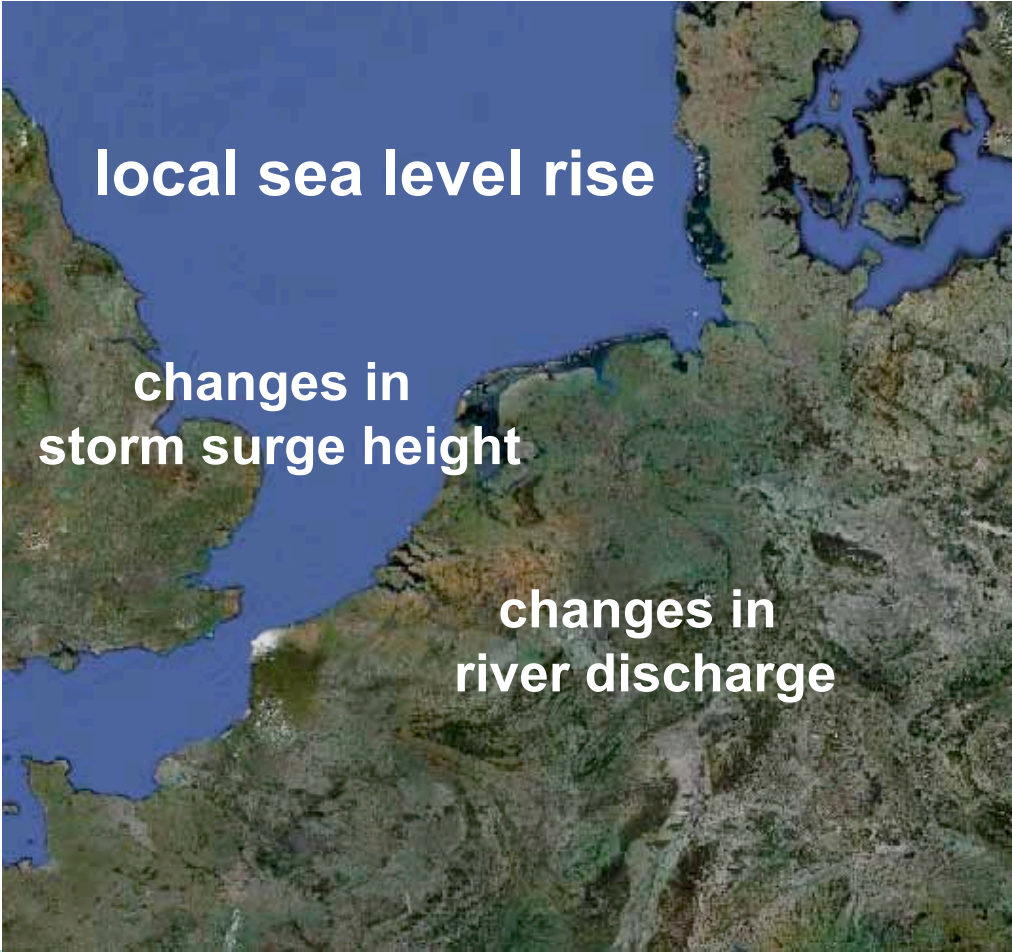 local sea level rise
changes in
storm surge height
changes in
river discharge